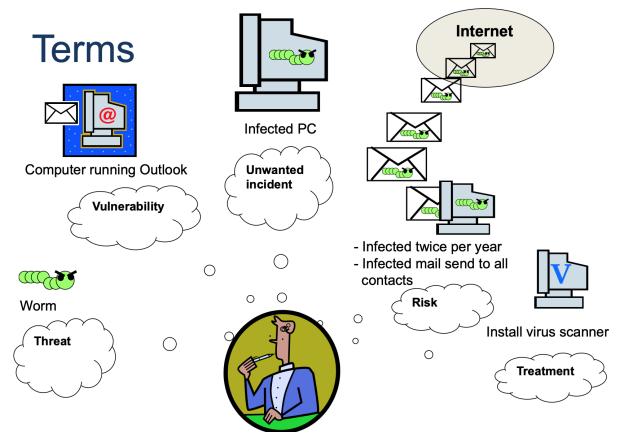 Terms
Internet
@
Infected PC
Computer running Outlook
Unwanted
incident
Vulnerability
- Infected twice per year
- Infected mail send to all
contacts
Worm
Risk
V
Install virus scanner
Threat
Treatment